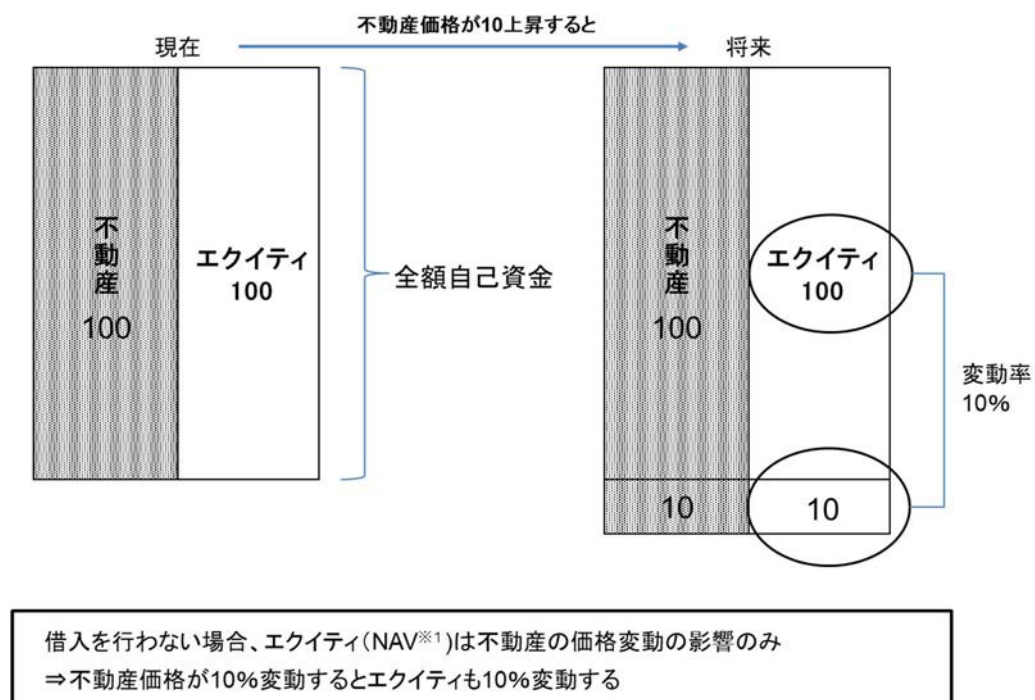 不動産価格が10上昇すると
現在
将来
不動産
100
エクイティ
100
全額自己資金
不動産
100
エクイティ
100
変動率
10%
10
10
借入を行わない場合、エクイティ(NAV※1)は不動産の価格変動の影響のみ
⇒不動産価格が10%変動するとエクイティも10%変動する